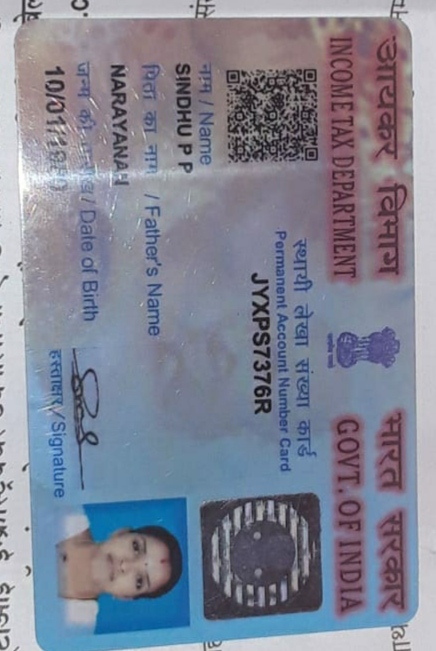 आयकर विभाग
INCOME TAX DEPARTMENT
भारत सरकार
GOVT. OF INDIA
स्थायी लेखा संख्या कार्ड
Permanent Account Number Card
JYXPS7376R
नाम / Name
SINDHU P P
पिता का नाम / Father's Name
NARAYANAN
जन्म की / Date of Birth
10/01/
हस्ताक्षर / Signature